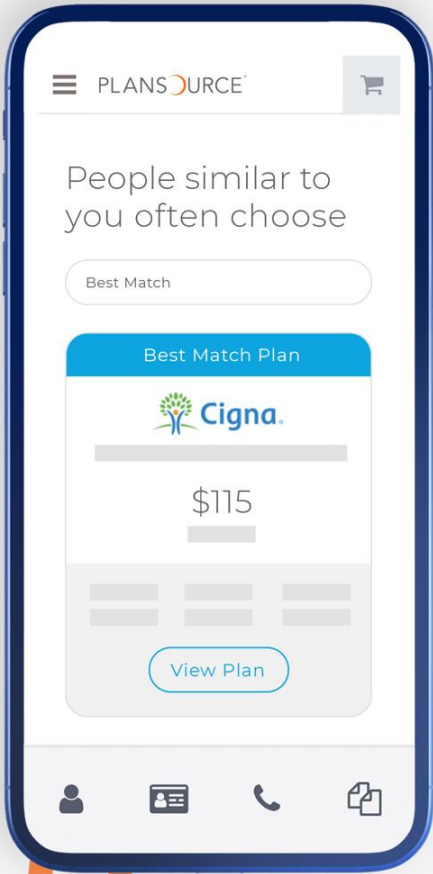 PLANSOURCE
People similar to
you often choose
Best Match
Best Match Plan
Cigna.
$115
View Plan